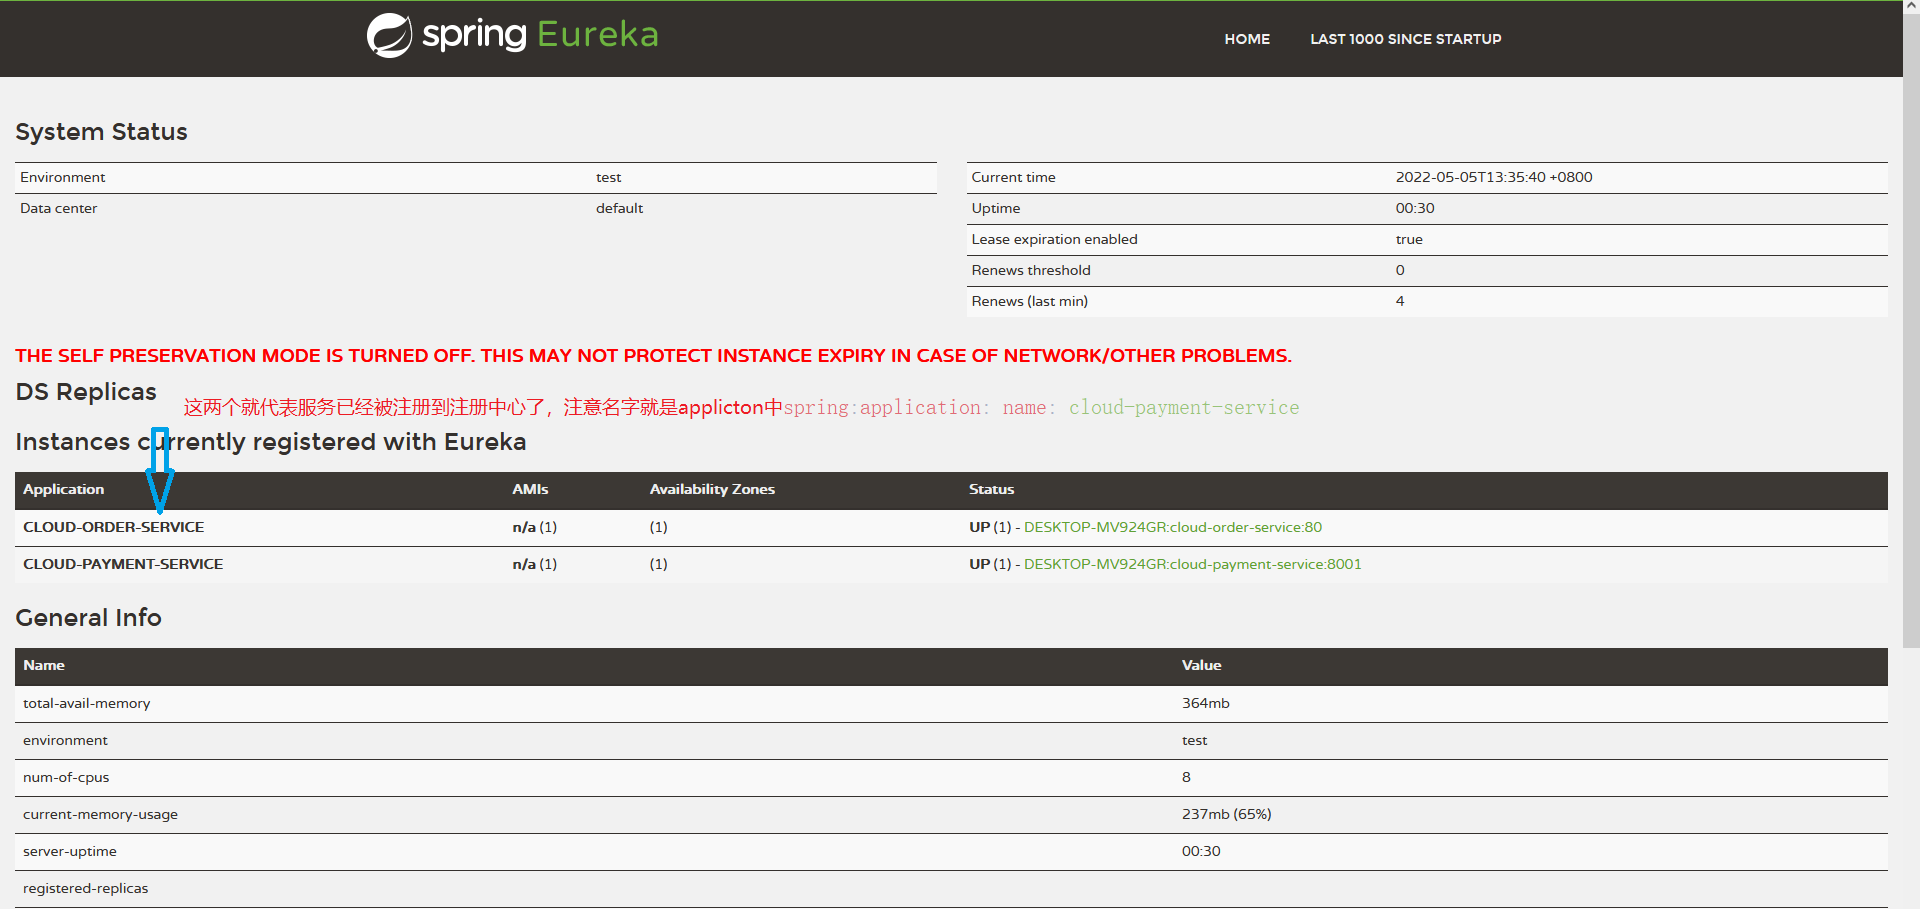 spring Eureka
HOME LAST 1000 SINCE STARTUP
System Status
Environment test
Data center default
Current time 2022-05-05T13:35:40 +0800
Uptime 00:30
Lease expiration enabled true
Renews threshold 0
Renews (last min) 4
THE SELF PRESERVATION MODE IS TURNED OFF. THIS MAY NOT PROTECT INSTANCE EXPIRY IN CASE OF NETWORK/OTHER PROBLEMS.
DS Replicas
这两个就代表服务已经被注册到注册中心了，注意名字就是applicton中spring:application: name: cloud-payment-service
Instances currently registered with Eureka
Application AMIs Availability Zones Status
CLOUD-ORDER-SERVICE n/a (1) (1) UP (1) - DESKTOP-MV924GR:cloud-order-service:80
CLOUD-PAYMENT-SERVICE n/a (1) (1) UP (1) - DESKTOP-MV924GR:cloud-payment-service:8001
General Info
Name Value
total-avail-memory 364mb
environment test
num-of-cpus 8
current-memory-usage 237mb (65%)
server-uptime 00:30
registered-replicas